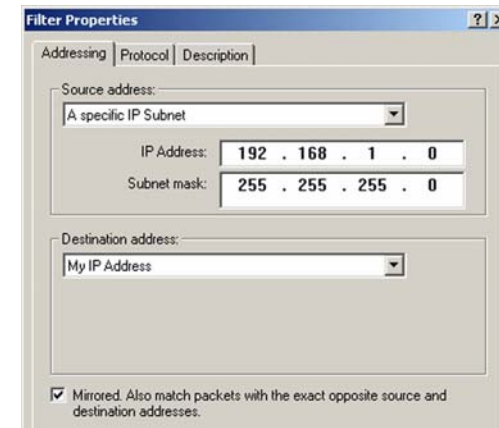 Filter Properties
Addressing
Protocol
Description
Source address:
A specific IP Subnet
IP Address:
192 . 168 . 1 . 0
Subnet mask:
255 . 255 . 255 . 0
Destination address:
My IP Address
Mirrored. Also match packets with the exact opposite source and
destination addresses.